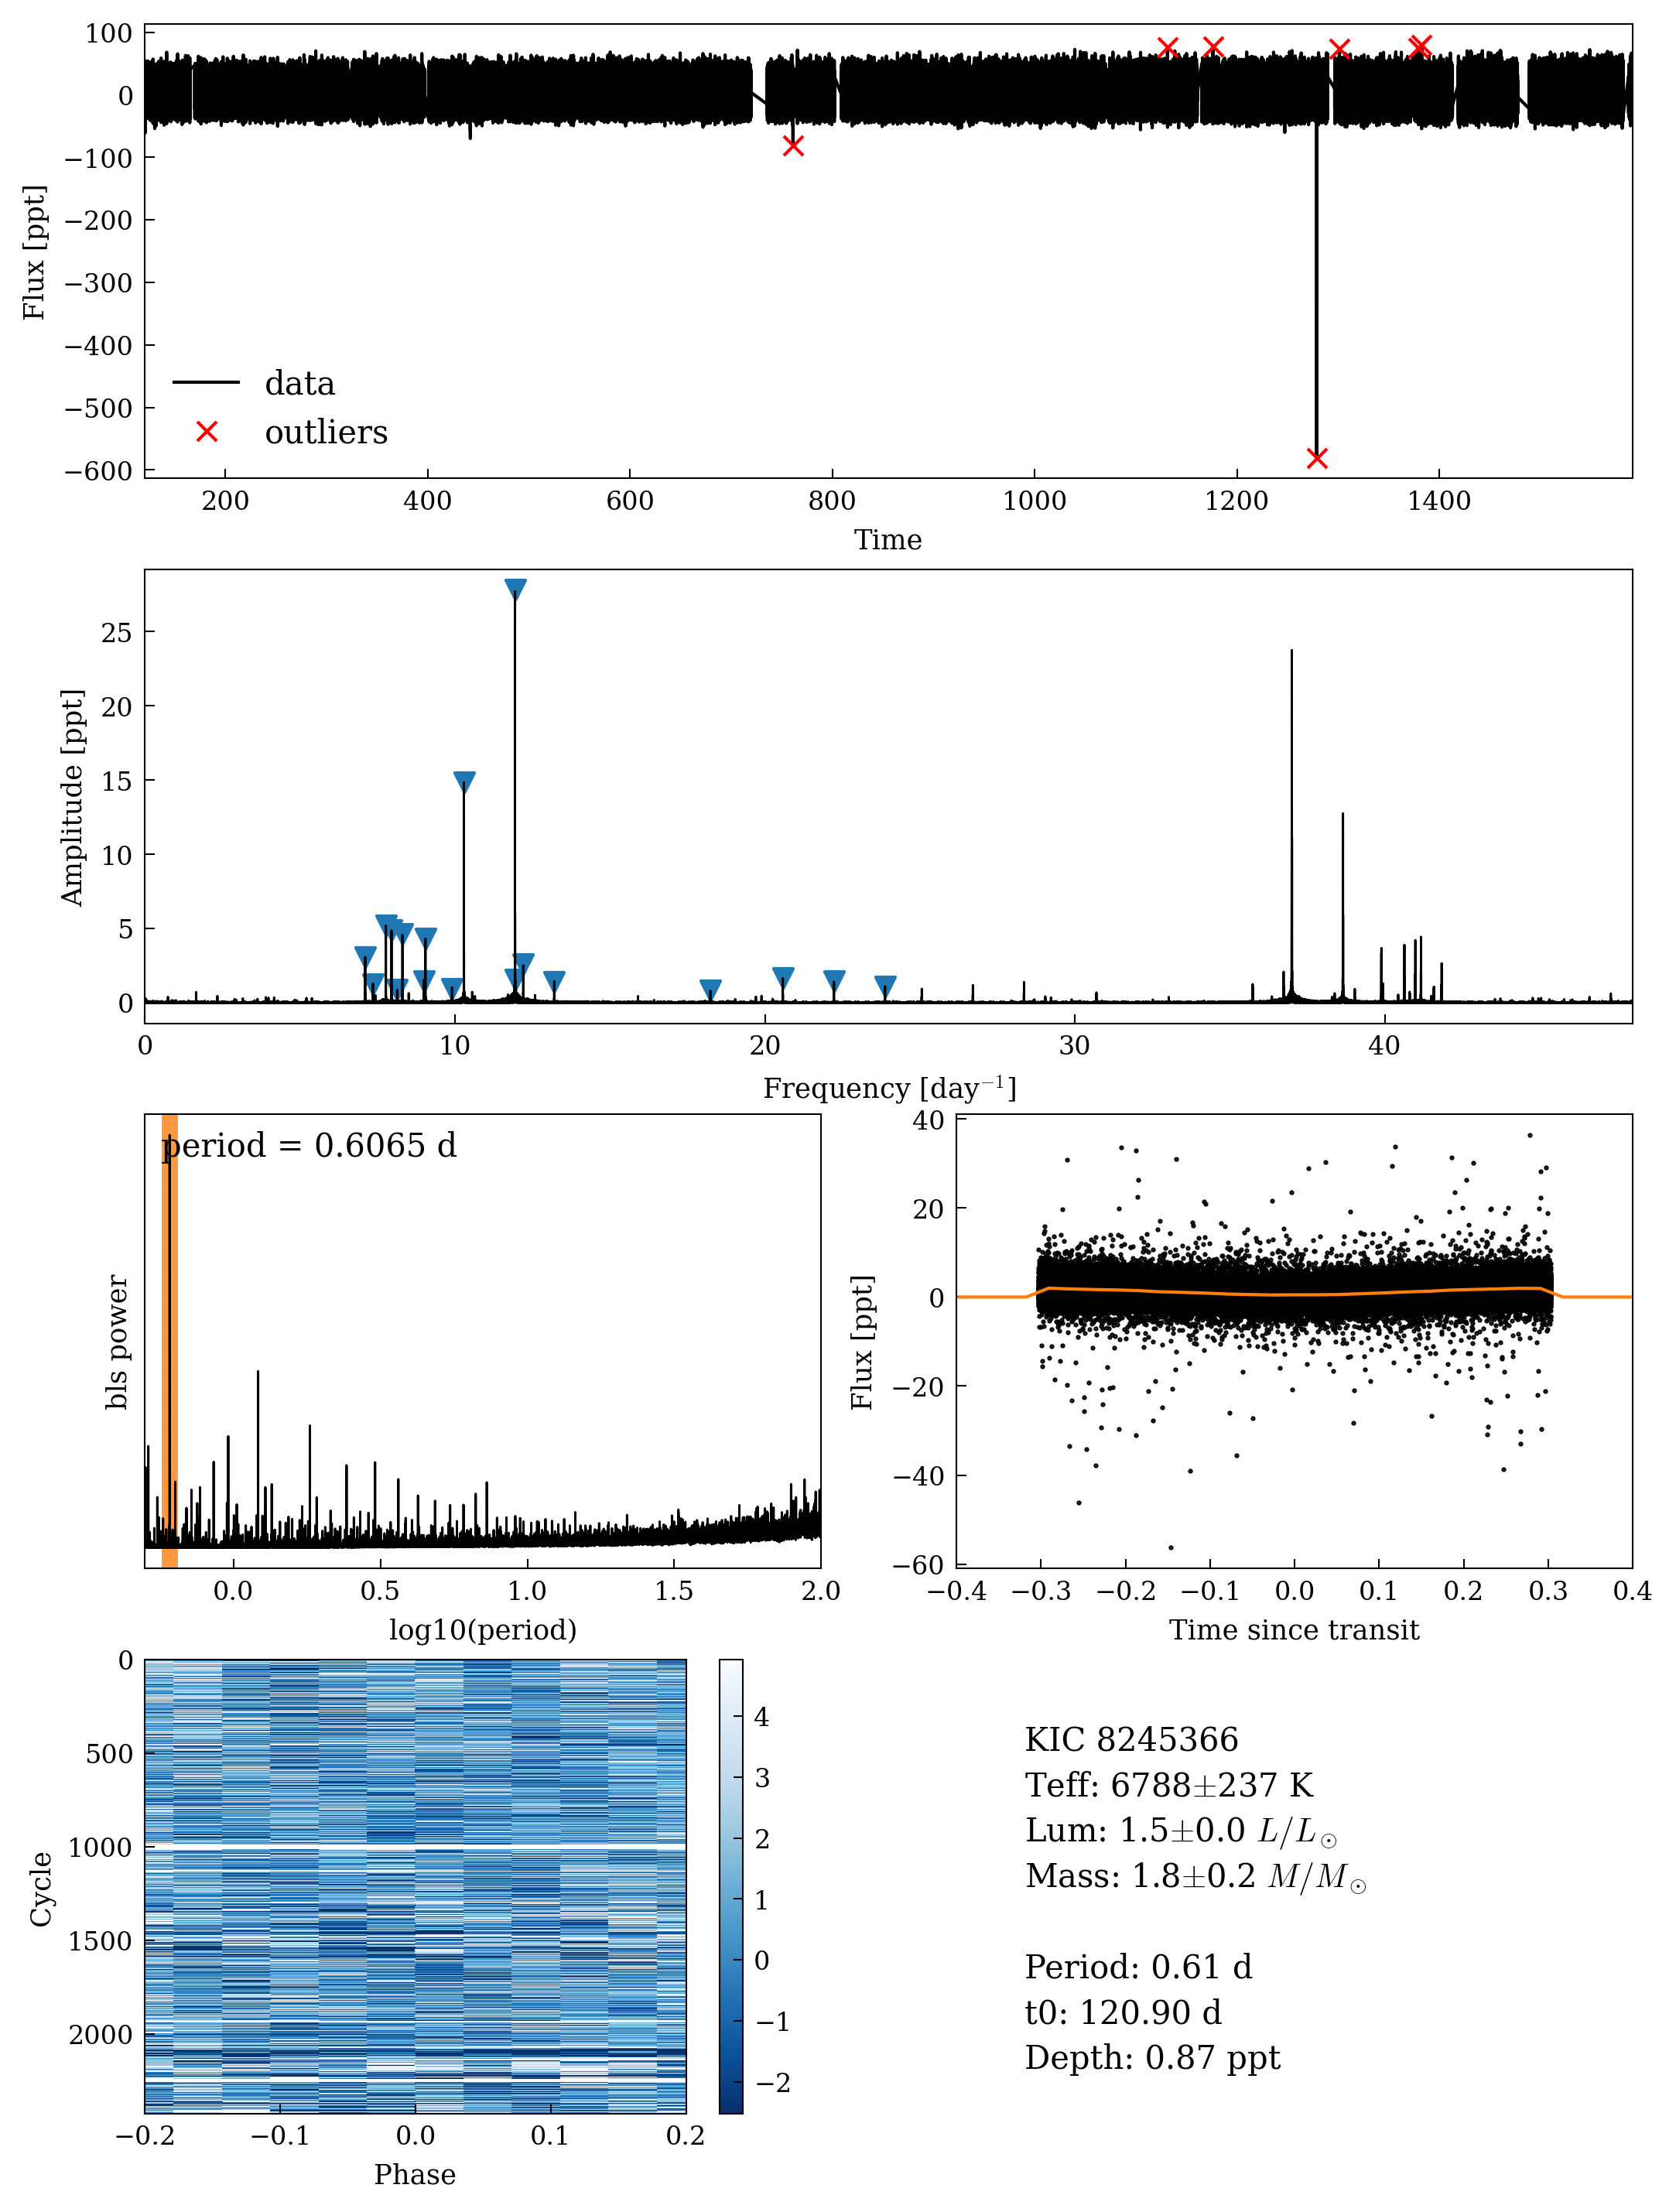 100
0
−100
−200
−300
−400
−500
−600
Flux [ppt]
data
outliers
200 400 600 800 1000 1200 1400
Time
25
20
15
10
5
0
Amplitude [ppt]
0 10 20 30 40
Frequency [day⁻¹]
period = 0.6065 d
bls power
0.0 0.5 1.0 1.5 2.0
log10(period)
40
20
0
−20
−40
−60
Flux [ppt]
−0.4 −0.3 −0.2 −0.1 0.0 0.1 0.2 0.3 0.4
Time since transit
0
500
1000
1500
2000
Cycle
−0.2 −0.1 0.0 0.1 0.2
Phase
4
3
2
1
0
−1
−2
KIC 8245366
Teff: 6788±237 K
Lum: 1.5±0.0 L/L☉
Mass: 1.8±0.2 M/M☉
Period: 0.61 d
t0: 120.90 d
Depth: 0.87 ppt